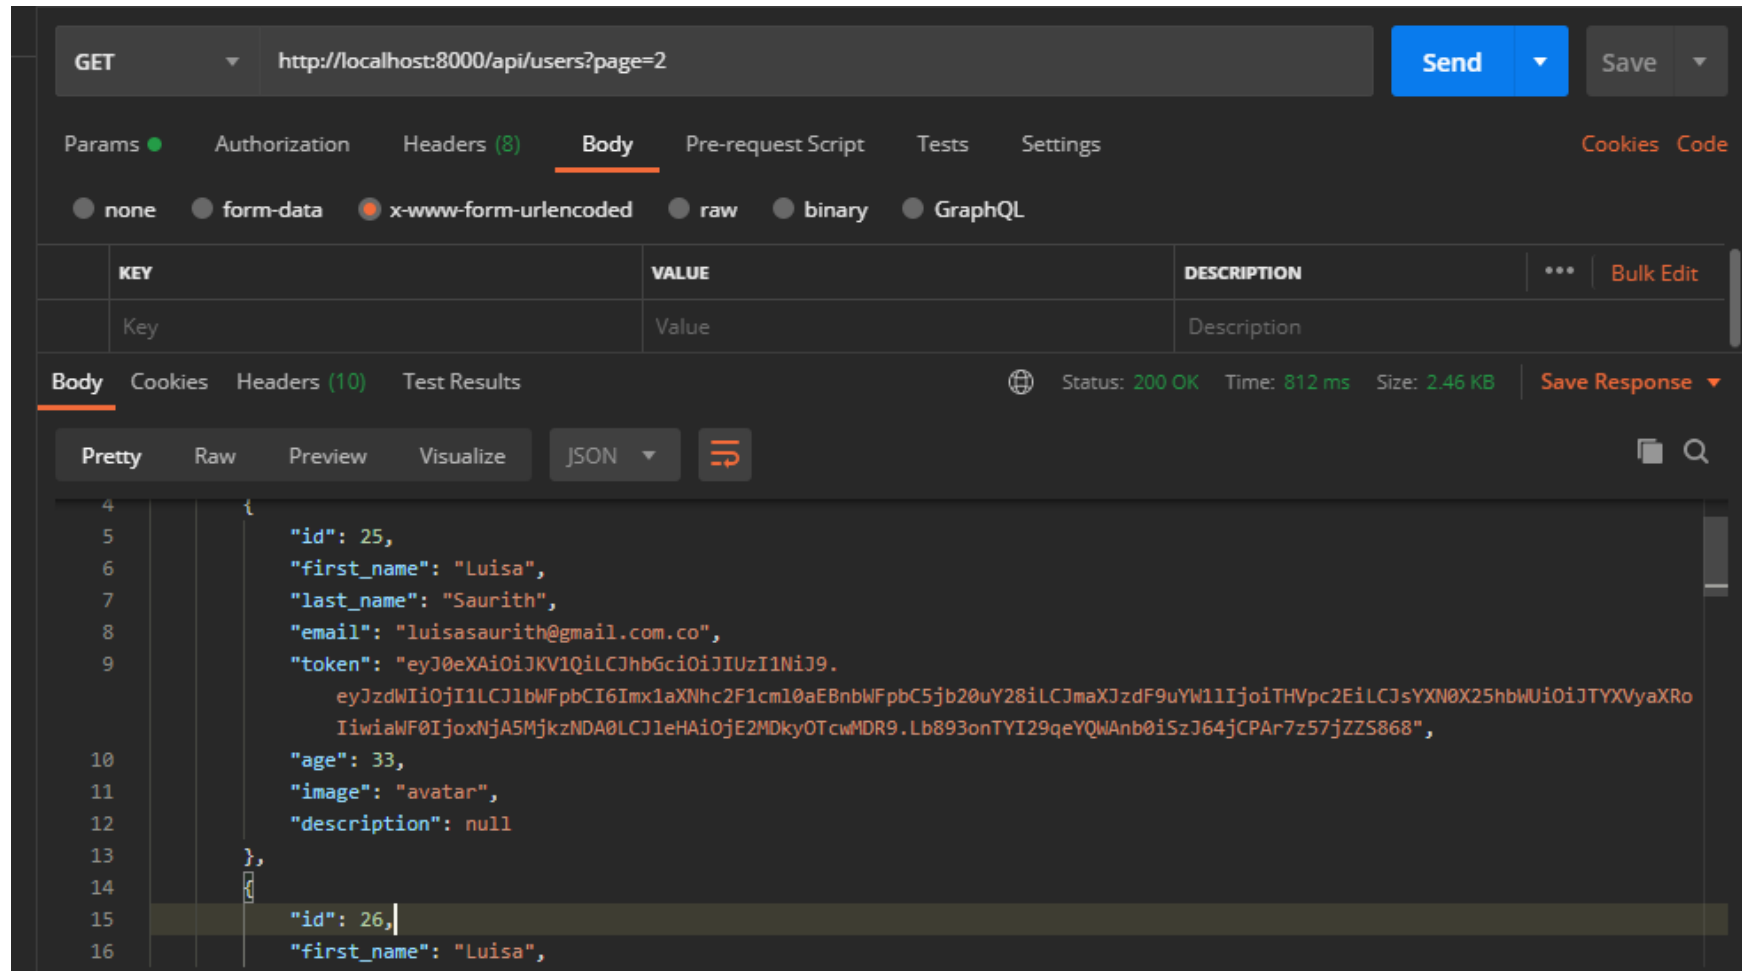 GET http://localhost:8000/api/users?page=2 Send Save
Params Authorization Headers (8) Body Pre-request Script Tests Settings Cookies Code
none form-data x-www-form-urlencoded raw binary GraphQL
KEY VALUE DESCRIPTION ••• Bulk Edit
Key Value Description
Body Cookies Headers (10) Test Results Status: 200 OK Time: 812 ms Size: 2.46 KB Save Response
Pretty Raw Preview Visualize JSON
4 {
5 "id": 25,
6 "first_name": "Luisa",
7 "last_name": "Saurith",
8 "email": "luisasaurith@gmail.com.co",
9 "token": "eyJ0eXAiOiJKV1QiLCJhbGciOiJIUzI1NiJ9.
eyJzdWIiOjI1LCJlbWFpbCI6Imx1aXNhc2F1cml0aEBnbWFpbC5jb20uY28iLCJmaXJzdF9uYW1lIjoiTHVpc2EiLCJsYXN0X25hbWUiOiJTYXVyaXRo
IiwiaWF0IjoxNjA5MjkzNDA0LCJleHAiOjE2MDkyOTcwMDR9.Lb893onTYI29qeYQWAnb0iSzJ64jCPAr7z57jZZS868",
10 "age": 33,
11 "image": "avatar",
12 "description": null
13 },
14 {
15 "id": 26,
16 "first_name": "Luisa",